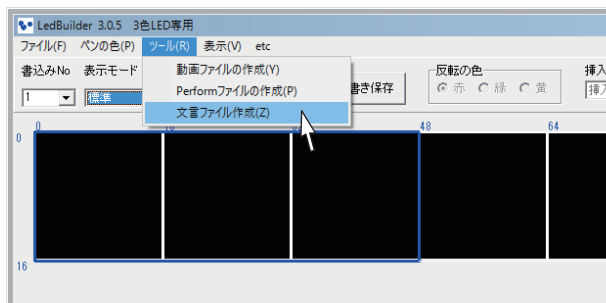 LedBuilder 3.0.5 3色LED専用
ファイル(F) ペンの色(P) ツール(R) 表示(V) etc
動画ファイルの作成(Y)
Performファイルの作成(P)
文言ファイル作成(Z)
書込みNo 表示モード
1 標準
書き保存
反転の色
赤 緑 黄
挿入
0 48 64
0
16